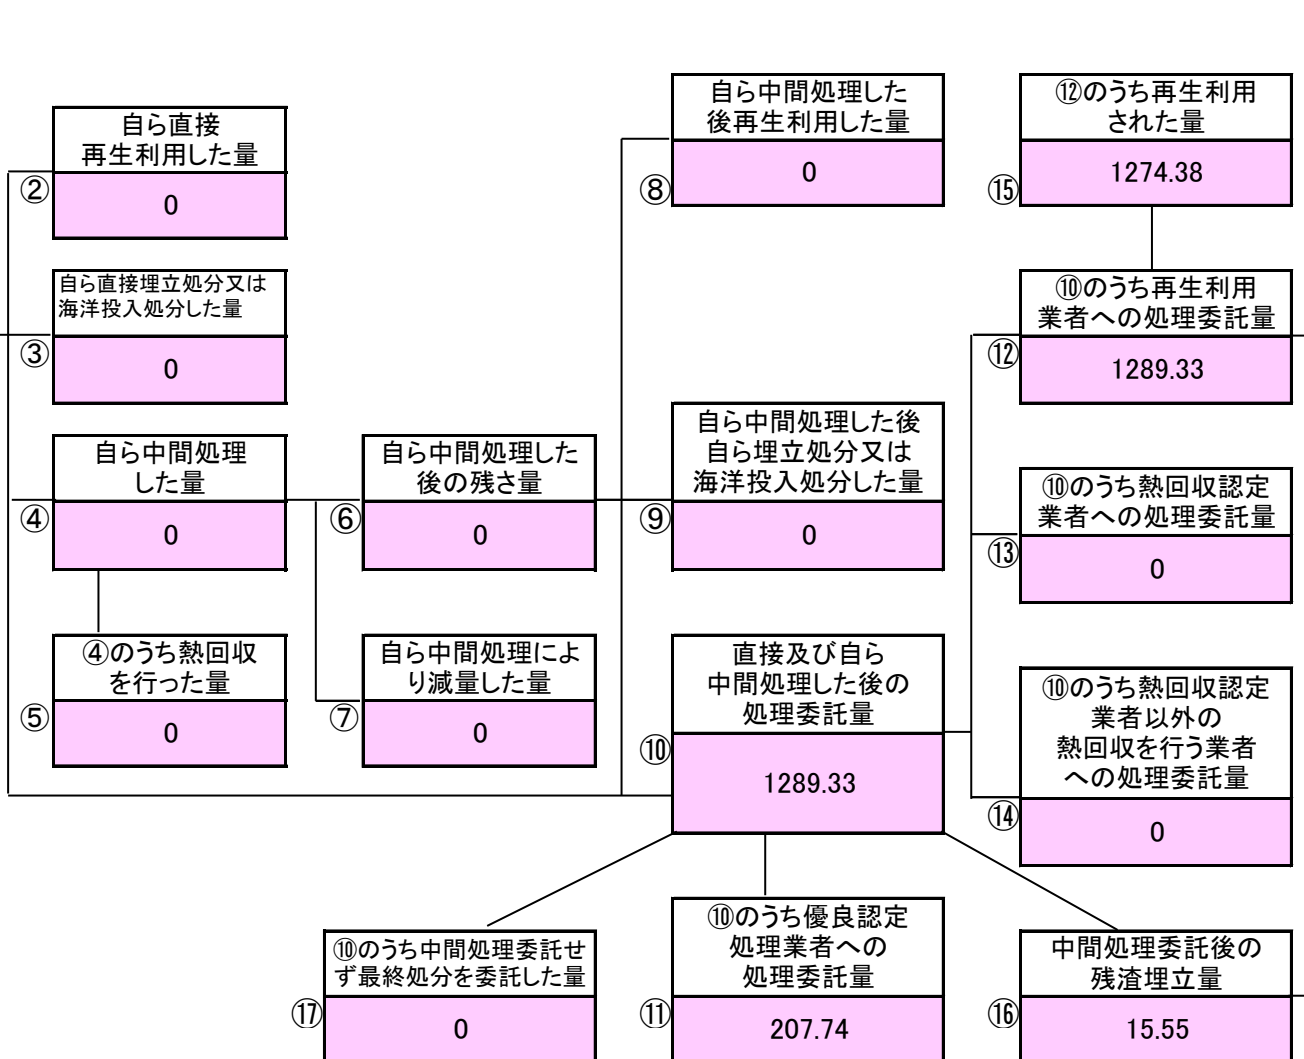 自ら直接
再生利用した量
②
0
自ら直接埋立処分又は
海洋投入処分した量
③
0
自ら中間処理
した量
④
0
④のうち熱回収
を行った量
⑤
0
自ら中間処理した
後の残さ量
⑥
0
自ら中間処理によ
り減量した量
⑦
0
自ら中間処理した
後再生利用した量
⑧
0
自ら中間処理した後
自ら埋立処分又は
海洋投入処分した量
⑨
0
直接及び自ら
中間処理した後の
処理委託量
⑩
1289.33
⑫のうち再生利用
された量
⑮
1274.38
⑩のうち再生利用
業者への処理委託量
⑫
1289.33
⑩のうち熱回収認定
業者への処理委託量
⑬
0
⑩のうち熱回収認定
業者以外の
熱回収を行う業者
への処理委託量
⑭
0
⑩のうち中間処理委託せ
ず最終処分を委託した量
⑰
0
⑩のうち優良認定
処理業者への
処理委託量
⑪
207.74
中間処理委託後の
残渣埋立量
⑯
15.55